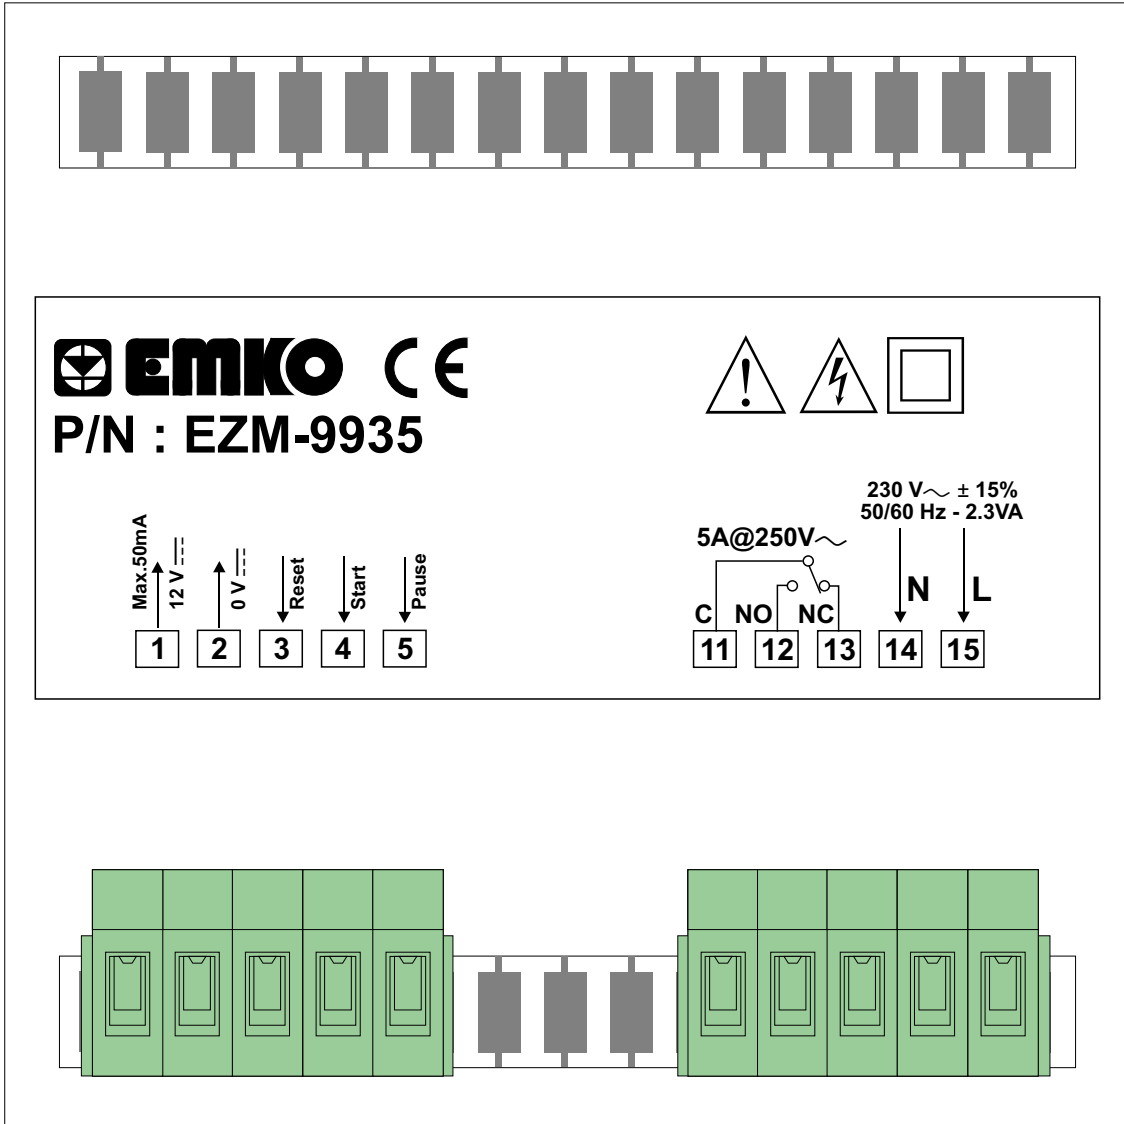 EMKO CE
P/N : EZM-9935
230 V～ ± 15%
50/60 Hz - 2.3VA
5A@250V～
Max.50mA
12 V
0 V
Reset
Start
Pause
C NO NC
N L
1 2 3 4 5
11 12 13 14 15